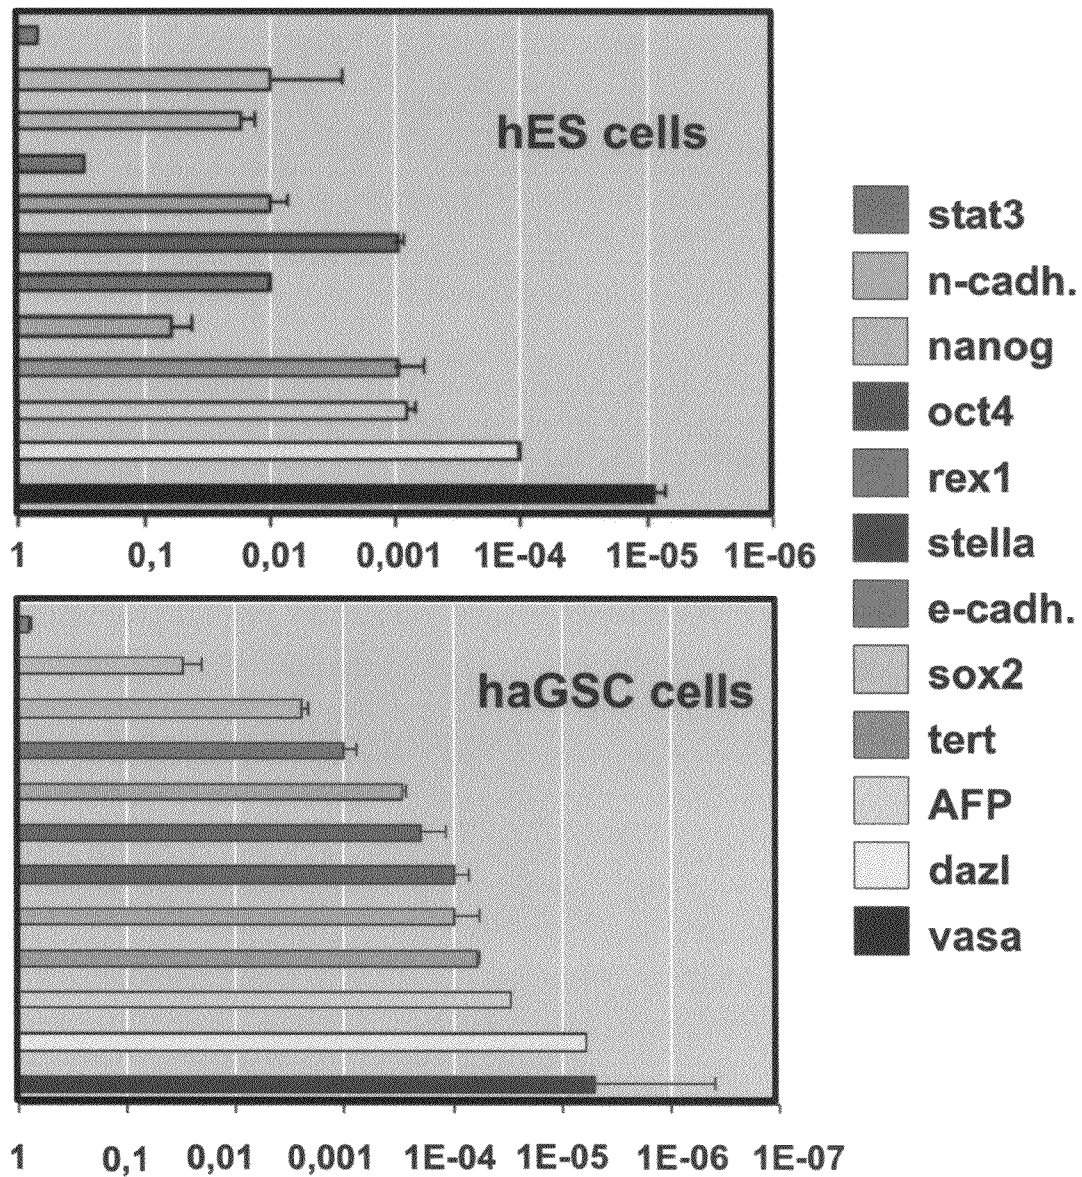 hES cells
1 0,1 0,01 0,001 1E-04 1E-05 1E-06
haGSC cells
1 0,1 0,01 0,001 1E-04 1E-05 1E-06 1E-07
stat3
n-cadh.
nanog
oct4
rex1
stella
e-cadh.
sox2
tert
AFP
dazl
vasa